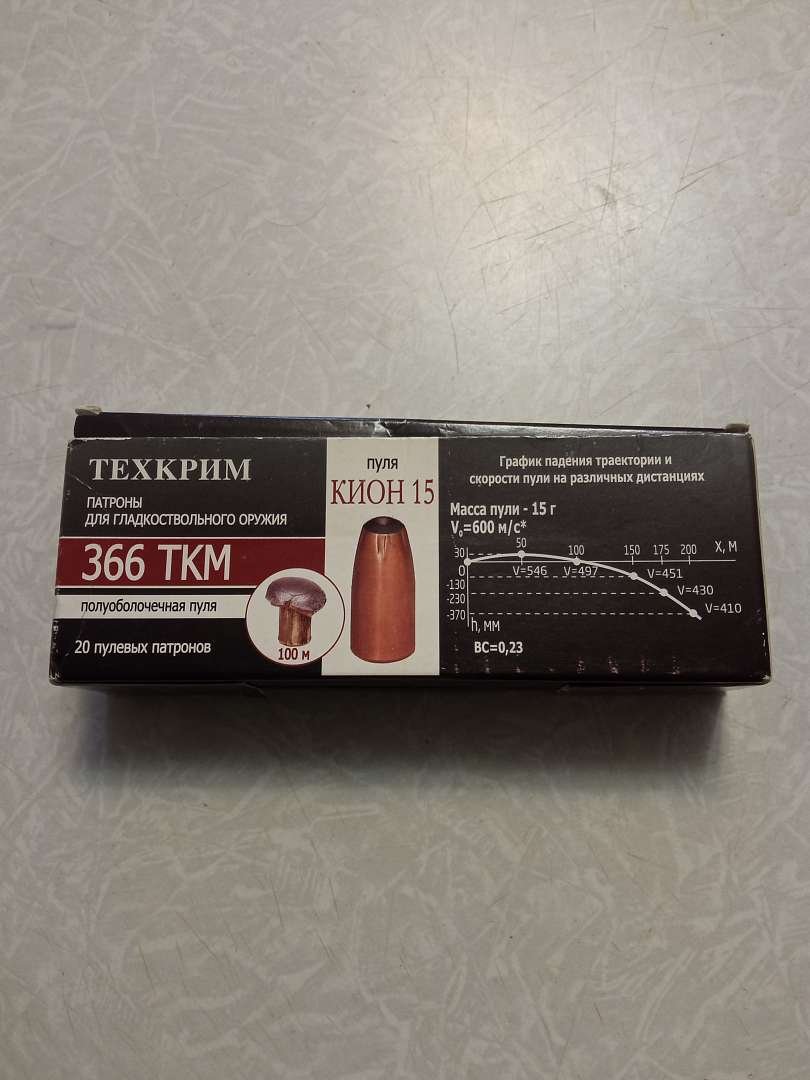 ТЕХКРИМ
ПАТРОНЫ
ДЛЯ ГЛАДКОСТВОЛЬНОГО ОРУЖИЯ
366 ТКМ
полуоболочечная пуля
20 пулевых патронов
100 м
пуля
КИОН 15
График падения траектории и
скорости пули на различных дистанциях
Масса пули - 15 г
V₀=600 м/с*
50 100 150 175 200 X, М
30
0
-130
-230
-370
V=546 V=497 V=451
V=430
V=410
h, ММ
BC=0,23